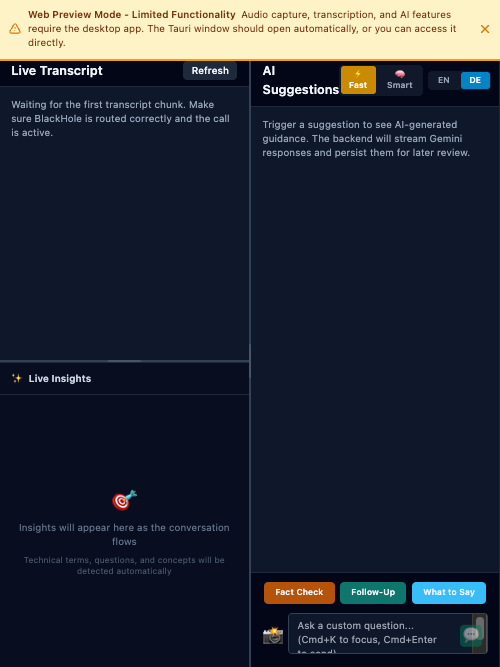 Web Preview Mode - Limited Functionality Audio capture, transcription, and AI features
require the desktop app. The Tauri window should open automatically, or you can access it
directly.
Live Transcript
Refresh
Waiting for the first transcript chunk. Make
sure BlackHole is routed correctly and the call
is active.
Live Insights
Insights will appear here as the conversation
flows
Technical terms, questions, and concepts will be
detected automatically
AI
Suggestions
Fast
Smart
EN
DE
Trigger a suggestion to see AI-generated
guidance. The backend will stream Gemini
responses and persist them for later review.
Fact Check
Follow-Up
What to Say
Ask a custom question...
(Cmd+K to focus, Cmd+Enter
to send)